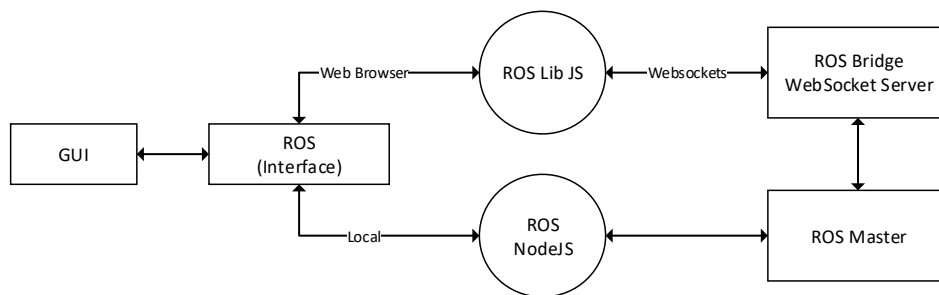 Web Browser
ROS Lib JS
Websockets
ROS Bridge
WebSocket Server
GUI
ROS
(Interface)
Local
ROS
NodeJS
ROS Master